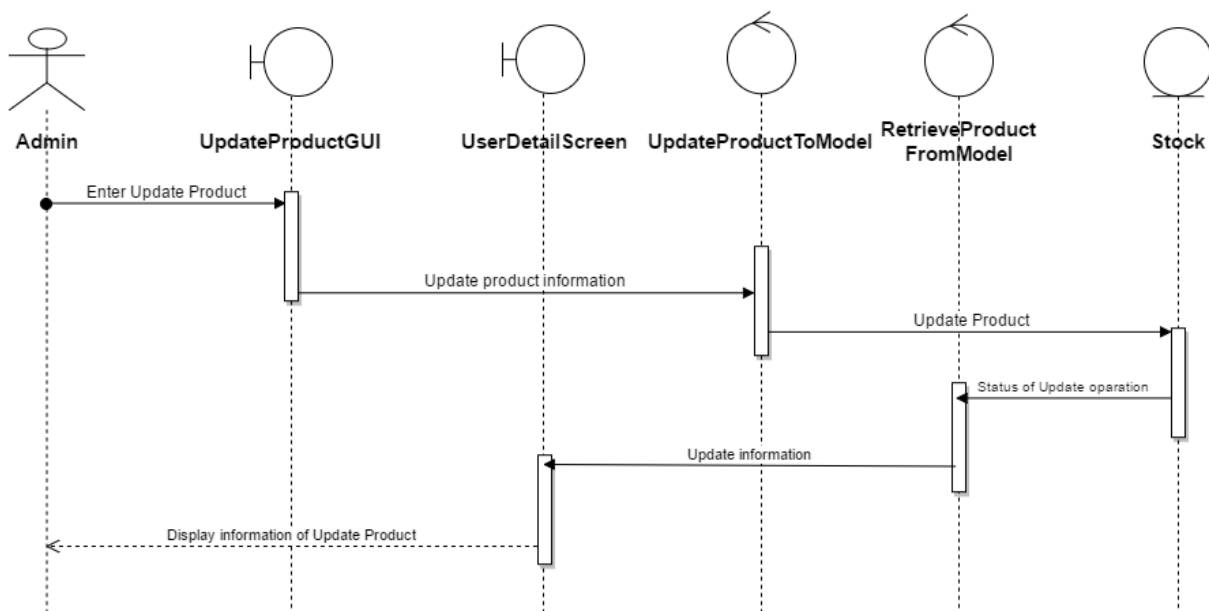 Admin
UpdateProductGUI
UserDetailScreen
UpdateProductToModel
RetrieveProduct
FromModel
Stock
Enter Update Product
Update product information
Update Product
Status of Update oparation
Update information
Display information of Update Product